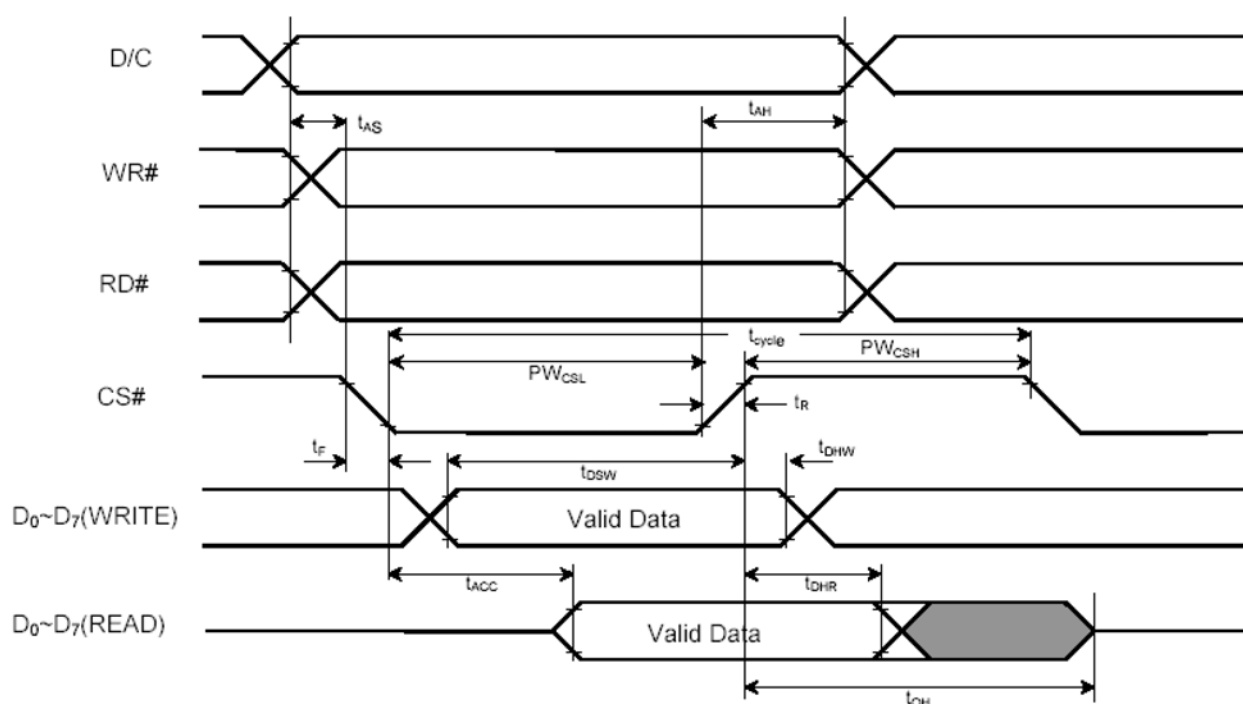 D/C
tAH
tAS
WR#
RD#
tcycle
PWCSL
PWCSH
CS#
tR
tF
tDSW
tDHW
D0~D7(WRITE)
Valid Data
tACC
tDHR
D0~D7(READ)
Valid Data
tOH